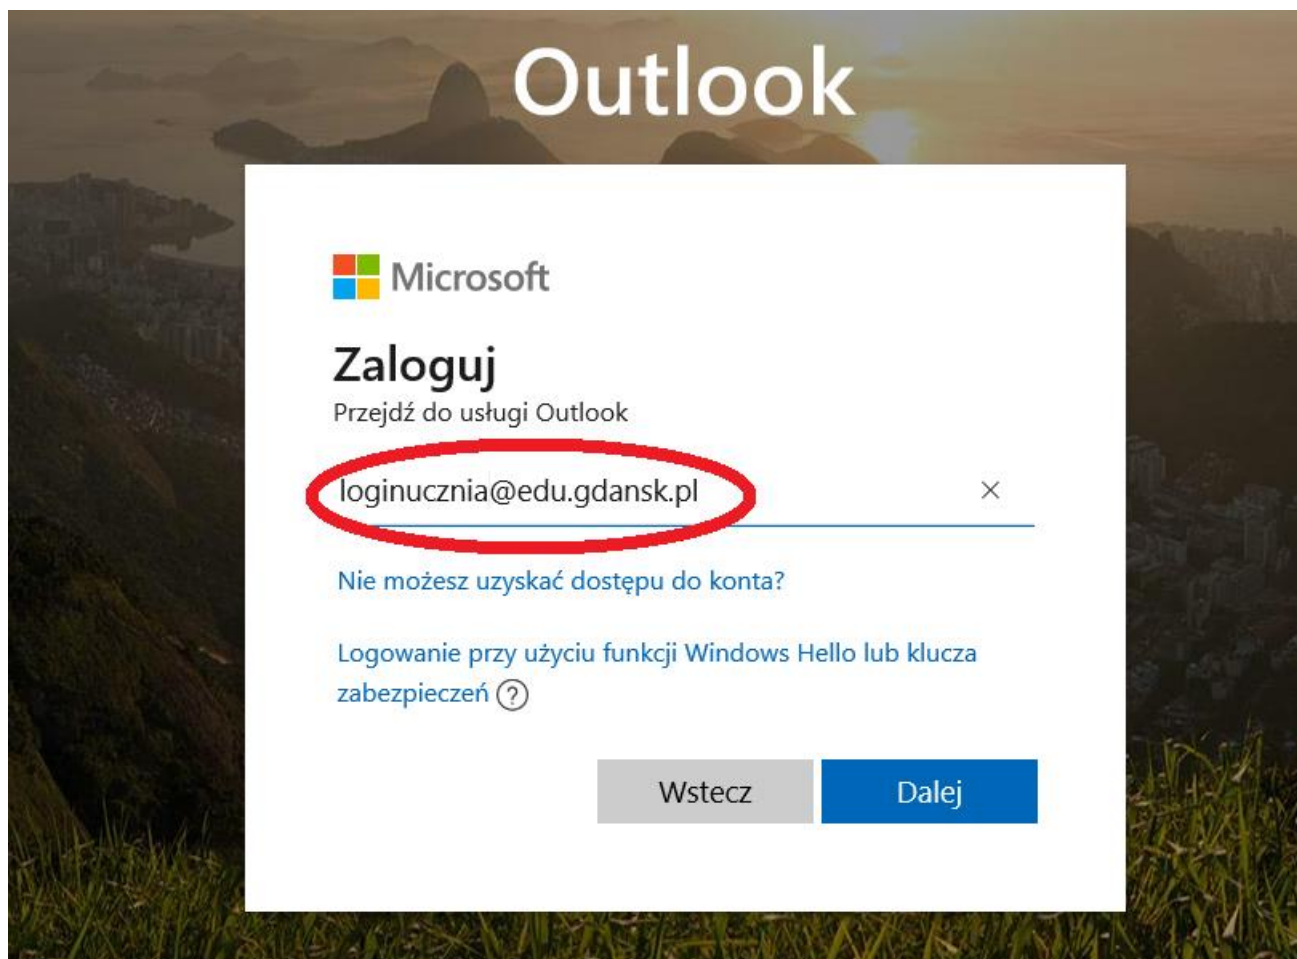 Outlook
Microsoft
Zaloguj
Przejdź do usługi Outlook
loginucznia@edu.gdansk.pl
Nie możesz uzyskać dostępu do konta?
Logowanie przy użyciu funkcji Windows Hello lub klucza
zabezpieczeń ?
Wstecz
Dalej